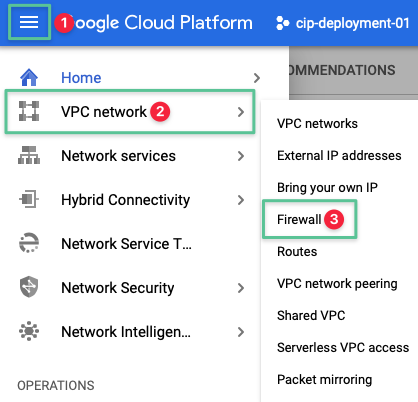 1 Google Cloud Platform cip-deployment-01
Home
OMMENDATIONS
VPC network 2
Network services
Hybrid Connectivity
Network Service T...
Network Security
Network Intelligen...
OPERATIONS
VPC networks
External IP addresses
Bring your own IP
Firewall 3
Routes
VPC network peering
Shared VPC
Serverless VPC access
Packet mirroring